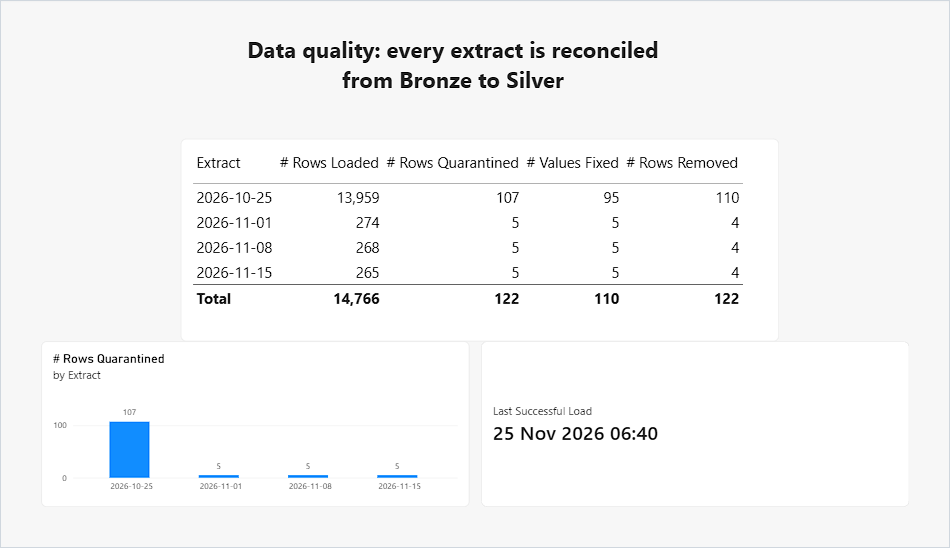 Data quality: every extract is reconciled
from Bronze to Silver
Extract # Rows Loaded # Rows Quarantined # Values Fixed # Rows Removed
2026-10-25 13,959 107 95 110
2026-11-01 274 5 5 4
2026-11-08 268 5 5 4
2026-11-15 265 5 5 4
Total 14,766 122 110 122
# Rows Quarantined
by Extract
107
100
5 5 5
0
2026-10-25 2026-11-01 2026-11-08 2026-11-15
Last Successful Load
25 Nov 2026 06:40